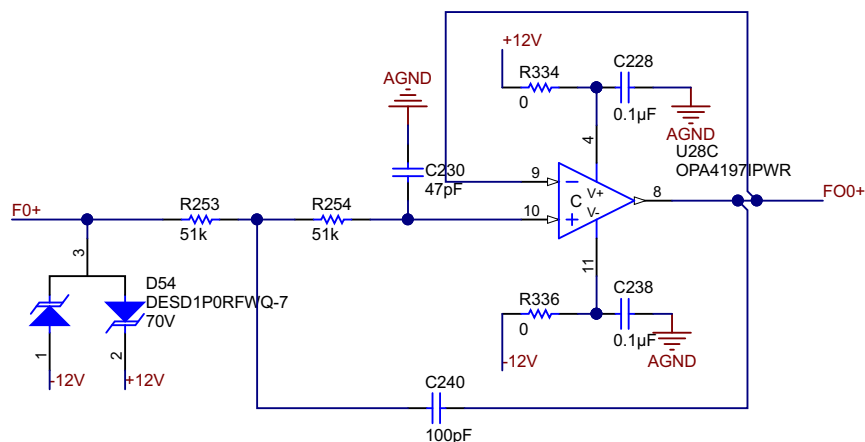 +12V
R334
0
C228
0.1µF
AGND
AGND
4
U28C
OPA4197IPWR
C230
47pF
9
8
FO0+
V+
C
V-
F0+
R253
51k
R254
51k
10
3
11
D54
DESD1P0RFWQ-7
70V
R336
0
C238
0.1µF
AGND
1
2
-12V
+12V
-12V
C240
100pF